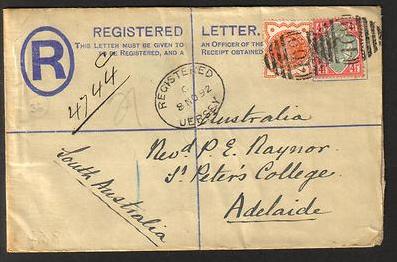 REGISTERED LETTER.
THIS LETTER MUST BE GIVEN TO AN OFFICER OF THE
TO BE REGISTERED, AND A RECEIPT OBTAINED
R
4744
REGISTERED
C
8 NO 92
JERSEY
Australia
Revd. P. E. Raynor
St. Peter's College
Adelaide
South Australia